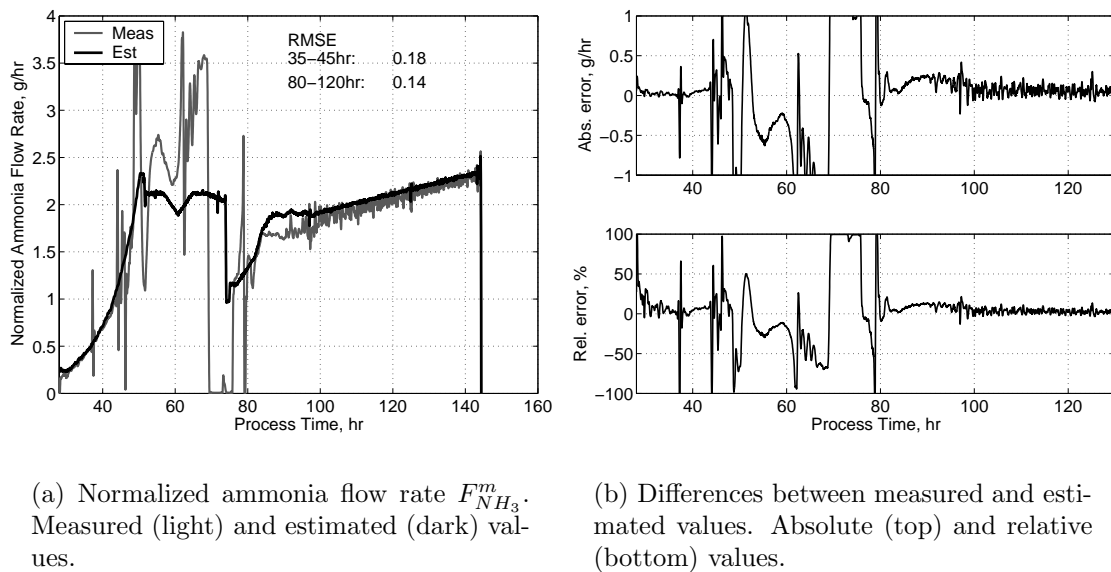 4
3.5
3
2.5
2
1.5
1
0.5
0
Normalized Ammonia Flow Rate, g/hr
Meas
Est
RMSE
35−45hr: 0.18
80−120hr: 0.14
40 60 80 100 120 140 160
Process Time, hr
1
0.5
0
−0.5
−1
Abs. error, g/hr
40 60 80 100 120
100
50
0
−50
−100
Rel. error, %
40 60 80 100 120
Process Time, hr
(a) Normalized ammonia flow rate $F^{m}_{NH_3}$.
Measured (light) and estimated (dark) val-
ues.
(b) Differences between measured and esti-
mated values. Absolute (top) and relative
(bottom) values.